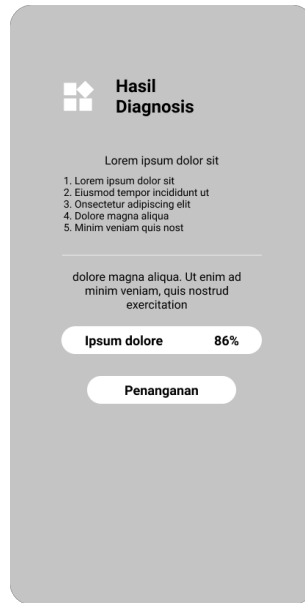 Hasil
Diagnosis
Lorem ipsum dolor sit
1. Lorem ipsum dolor sit
2. Eiusmod tempor incididunt ut
3. Onsectetur adipiscing elit
4. Dolore magna aliqua
5. Minim veniam quis nost
dolore magna aliqua. Ut enim ad
minim veniam, quis nostrud
exercitation
Ipsum dolore 86%
Penanganan